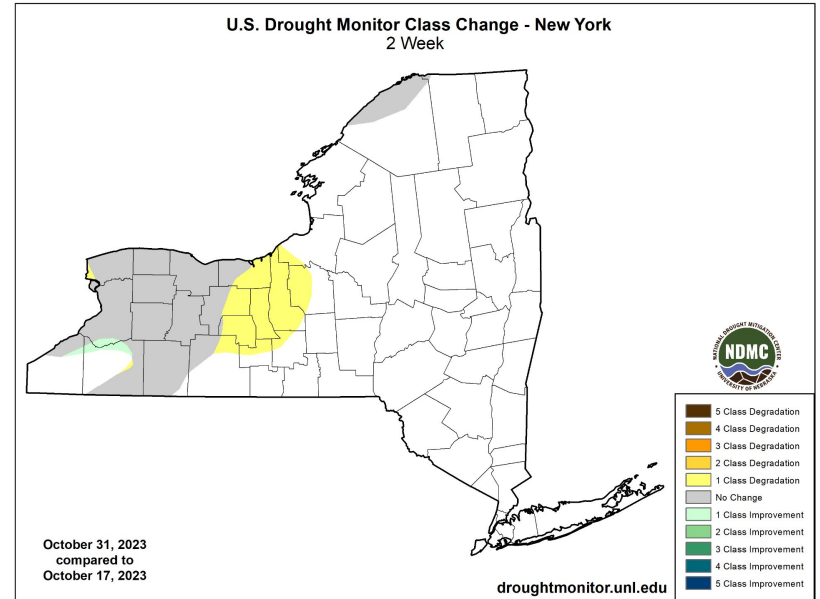 U.S. Drought Monitor Class Change - New York
2 Week
NATIONAL DROUGHT MITIGATION CENTER
NDMC
UNIVERSITY OF NEBRASKA
5 Class Degradation
4 Class Degradation
3 Class Degradation
2 Class Degradation
1 Class Degradation
No Change
1 Class Improvement
2 Class Improvement
3 Class Improvement
4 Class Improvement
5 Class Improvement
October 31, 2023
compared to
October 17, 2023
droughtmonitor.unl.edu